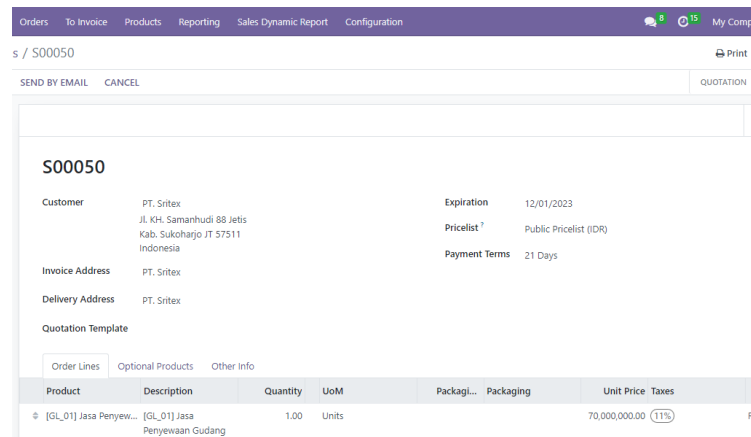 Orders To Invoice Products Reporting Sales Dynamic Report Configuration 8 15 My Comp
s / S00050 Print
SEND BY EMAIL CANCEL QUOTATION
S00050
Customer PT. Sritex Expiration 12/01/2023
Jl. KH. Samanhudi 88 Jetis
Kab. Sukoharjo JT 57511 Pricelist ? Public Pricelist (IDR)
Indonesia Payment Terms 21 Days
Invoice Address PT. Sritex
Delivery Address PT. Sritex
Quotation Template
Order Lines Optional Products Other Info
Product Description Quantity UoM Packagi... Packaging Unit Price Taxes
[GL_01] Jasa Penyew... [GL_01] Jasa 1.00 Units 70,000,000.00 11%
Penyewaan Gudang